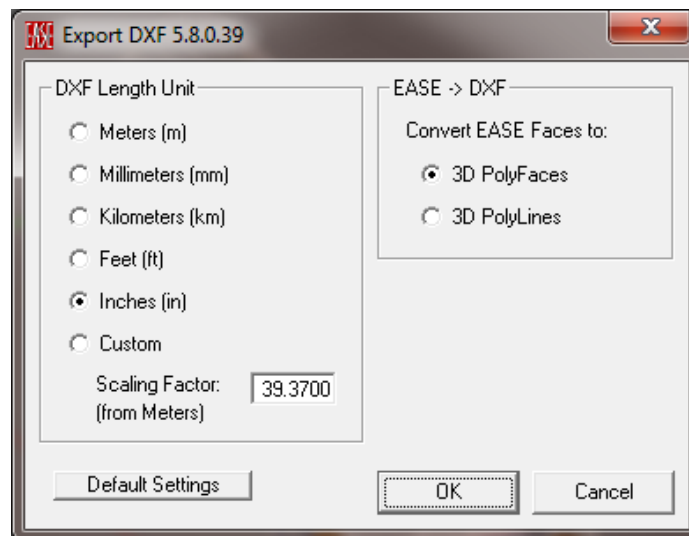 EASE Export DXF 5.8.0.39
DXF Length Unit
Meters (m)
Millimeters (mm)
Kilometers (km)
Feet (ft)
Inches (in)
Custom
Scaling Factor: 39.3700
(from Meters)
EASE -> DXF
Convert EASE Faces to:
3D PolyFaces
3D PolyLines
Default Settings
OK
Cancel